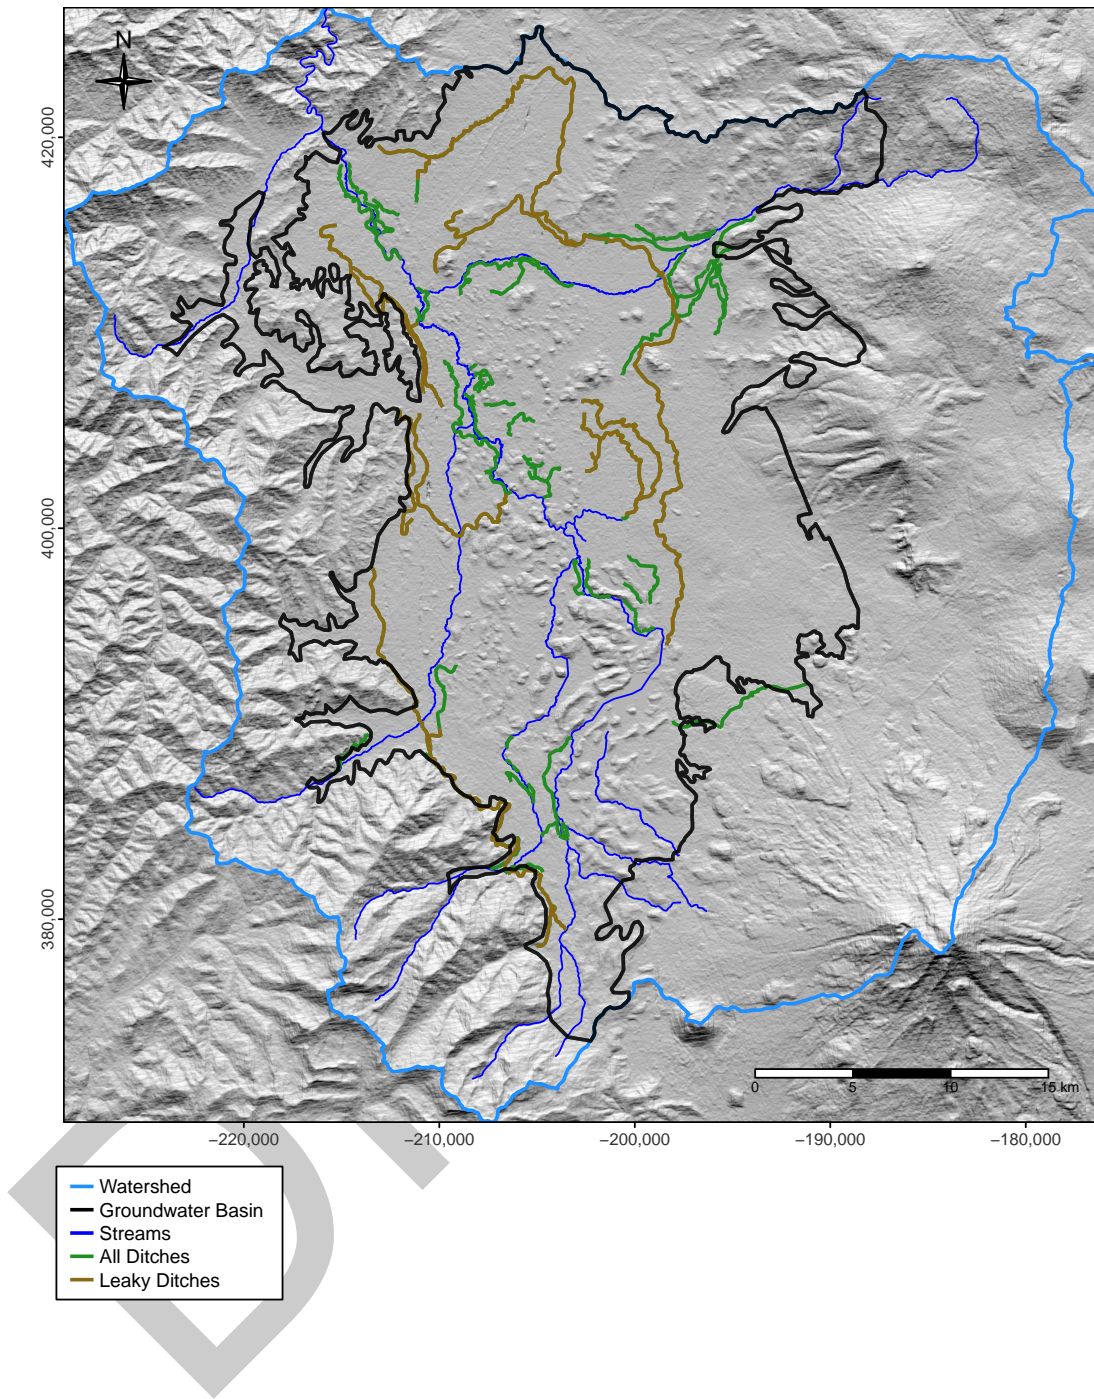 N
420,000
400,000
380,000
0 5 10 15 km
−220,000 −210,000 −200,000 −190,000 −180,000
Watershed
Groundwater Basin
Streams
All Ditches
Leaky Ditches